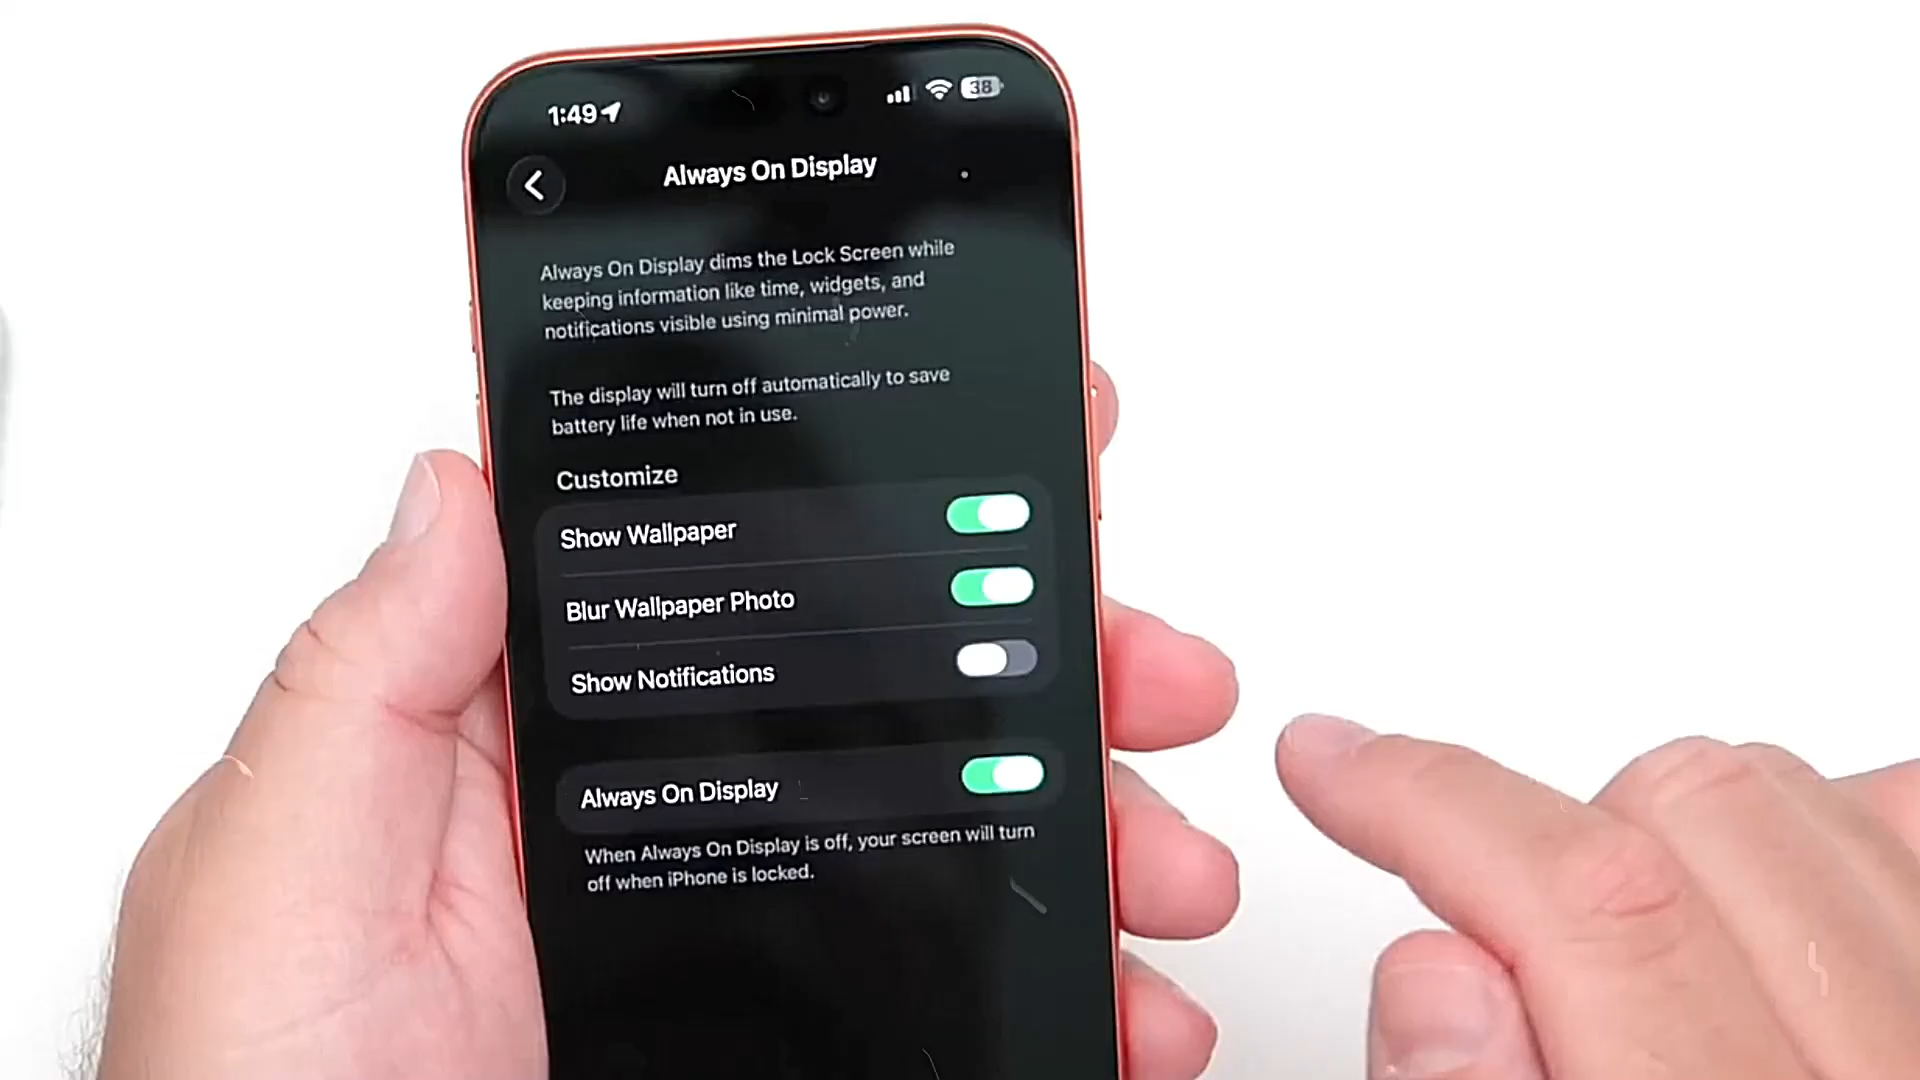 1:49
38
Always On Display
Always On Display dims the Lock Screen while
keeping information like time, widgets, and
notifications visible using minimal power.
The display will turn off automatically to save
battery life when not in use.
Customize
Show Wallpaper
Blur Wallpaper Photo
Show Notifications
Always On Display
When Always On Display is off, your screen will turn
off when iPhone is locked.